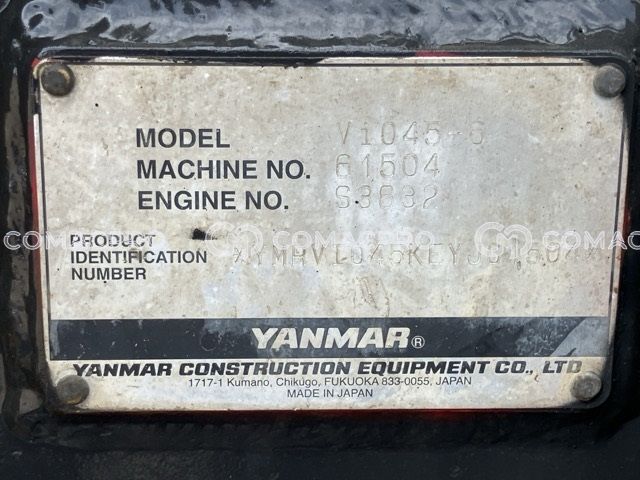 MODEL ViO45-6
MACHINE NO. 61504
ENGINE NO. S3682
PRODUCT
IDENTIFICATION
NUMBER
YANMAR®
YANMAR CONSTRUCTION EQUIPMENT CO., LTD
1717-1 Kumano, Chikugo, FUKUOKA 833-0055, JAPAN
MADE IN JAPAN